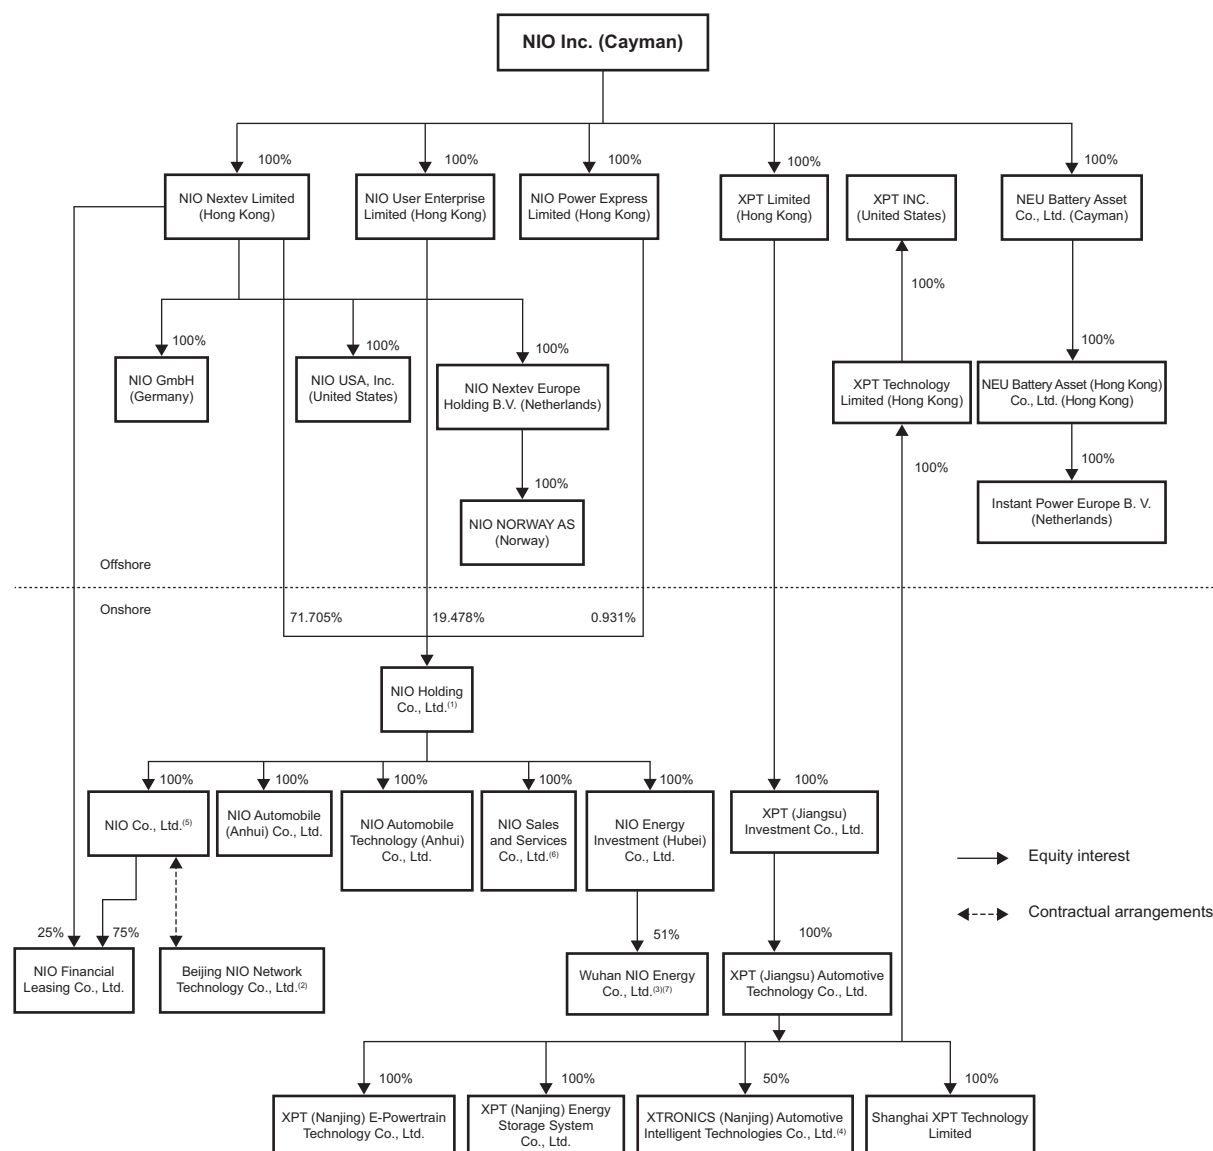 NIO Inc. (Cayman)
100%
100%
100%
100%
100%
NIO Nextev Limited
(Hong Kong)
NIO User Enterprise
Limited (Hong Kong)
NIO Power Express
Limited (Hong Kong)
XPT Limited
(Hong Kong)
XPT INC.
(United States)
NEU Battery Asset
Co., Ltd. (Cayman)
100%
100%
100%
100%
100%
NIO GmbH
(Germany)
NIO USA, Inc.
(United States)
NIO Nextev Europe
Holding B.V. (Netherlands)
XPT Technology
Limited (Hong Kong)
NEU Battery Asset (Hong Kong)
Co., Ltd. (Hong Kong)
100%
100%
100%
NIO NORWAY AS
(Norway)
Instant Power Europe B. V.
(Netherlands)
Offshore
Onshore
71.705%
19.478%
0.931%
NIO Holding
Co., Ltd.(1)
100%
100%
100%
100%
100%
100%
NIO Co., Ltd.(5)
NIO Automobile
(Anhui) Co., Ltd.
NIO Automobile
Technology (Anhui)
Co., Ltd.
NIO Sales
and Services
Co., Ltd.(6)
NIO Energy
Investment (Hubei)
Co., Ltd.
XPT (Jiangsu)
Investment Co., Ltd.
Equity interest
Contractual arrangements
25%
75%
51%
100%
NIO Financial
Leasing Co., Ltd.
Beijing NIO Network
Technology Co., Ltd.(2)
Wuhan NIO Energy
Co., Ltd.(3)(7)
XPT (Jiangsu) Automotive
Technology Co., Ltd.
100%
100%
50%
100%
XPT (Nanjing) E-Powertrain
Technology Co., Ltd.
XPT (Nanjing) Energy
Storage System
Co., Ltd.
XTRONICS (Nanjing) Automotive
Intelligent Technologies Co., Ltd.(4)
Shanghai XPT Technology
Limited